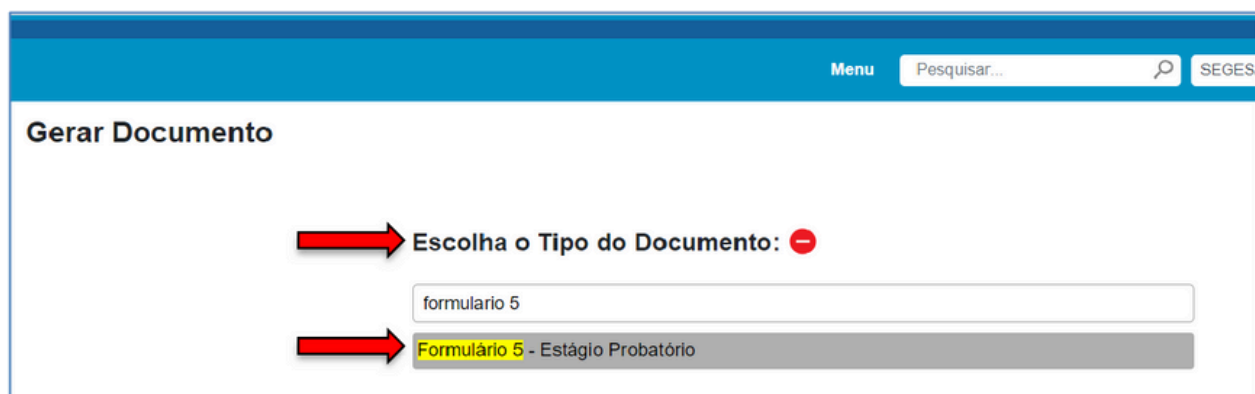 Menu
Pesquisar...
SEGES
Gerar Documento
Escolha o Tipo do Documento:
formulario 5
Formulário 5 - Estágio Probatório